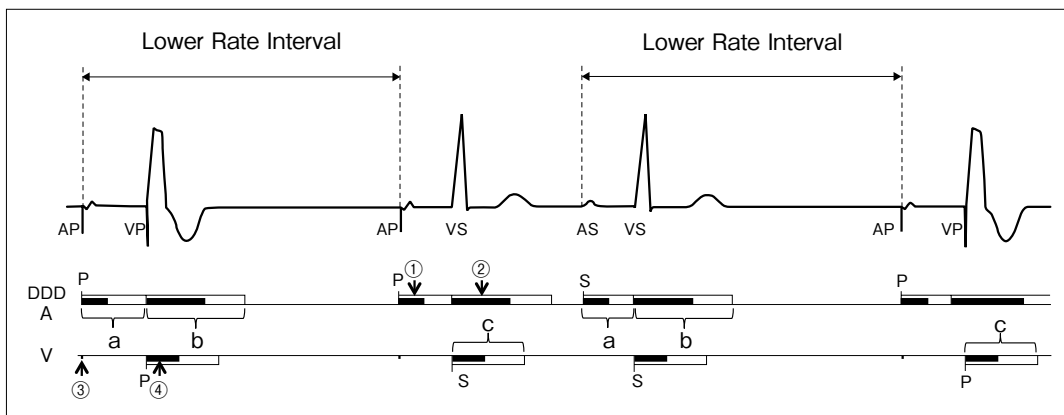 Lower Rate Interval Lower Rate Interval
AP VP AP VS AS VS AP VP
P P ① ② S P
DDD
A
a b c a b c
V
③ P ④ S S P